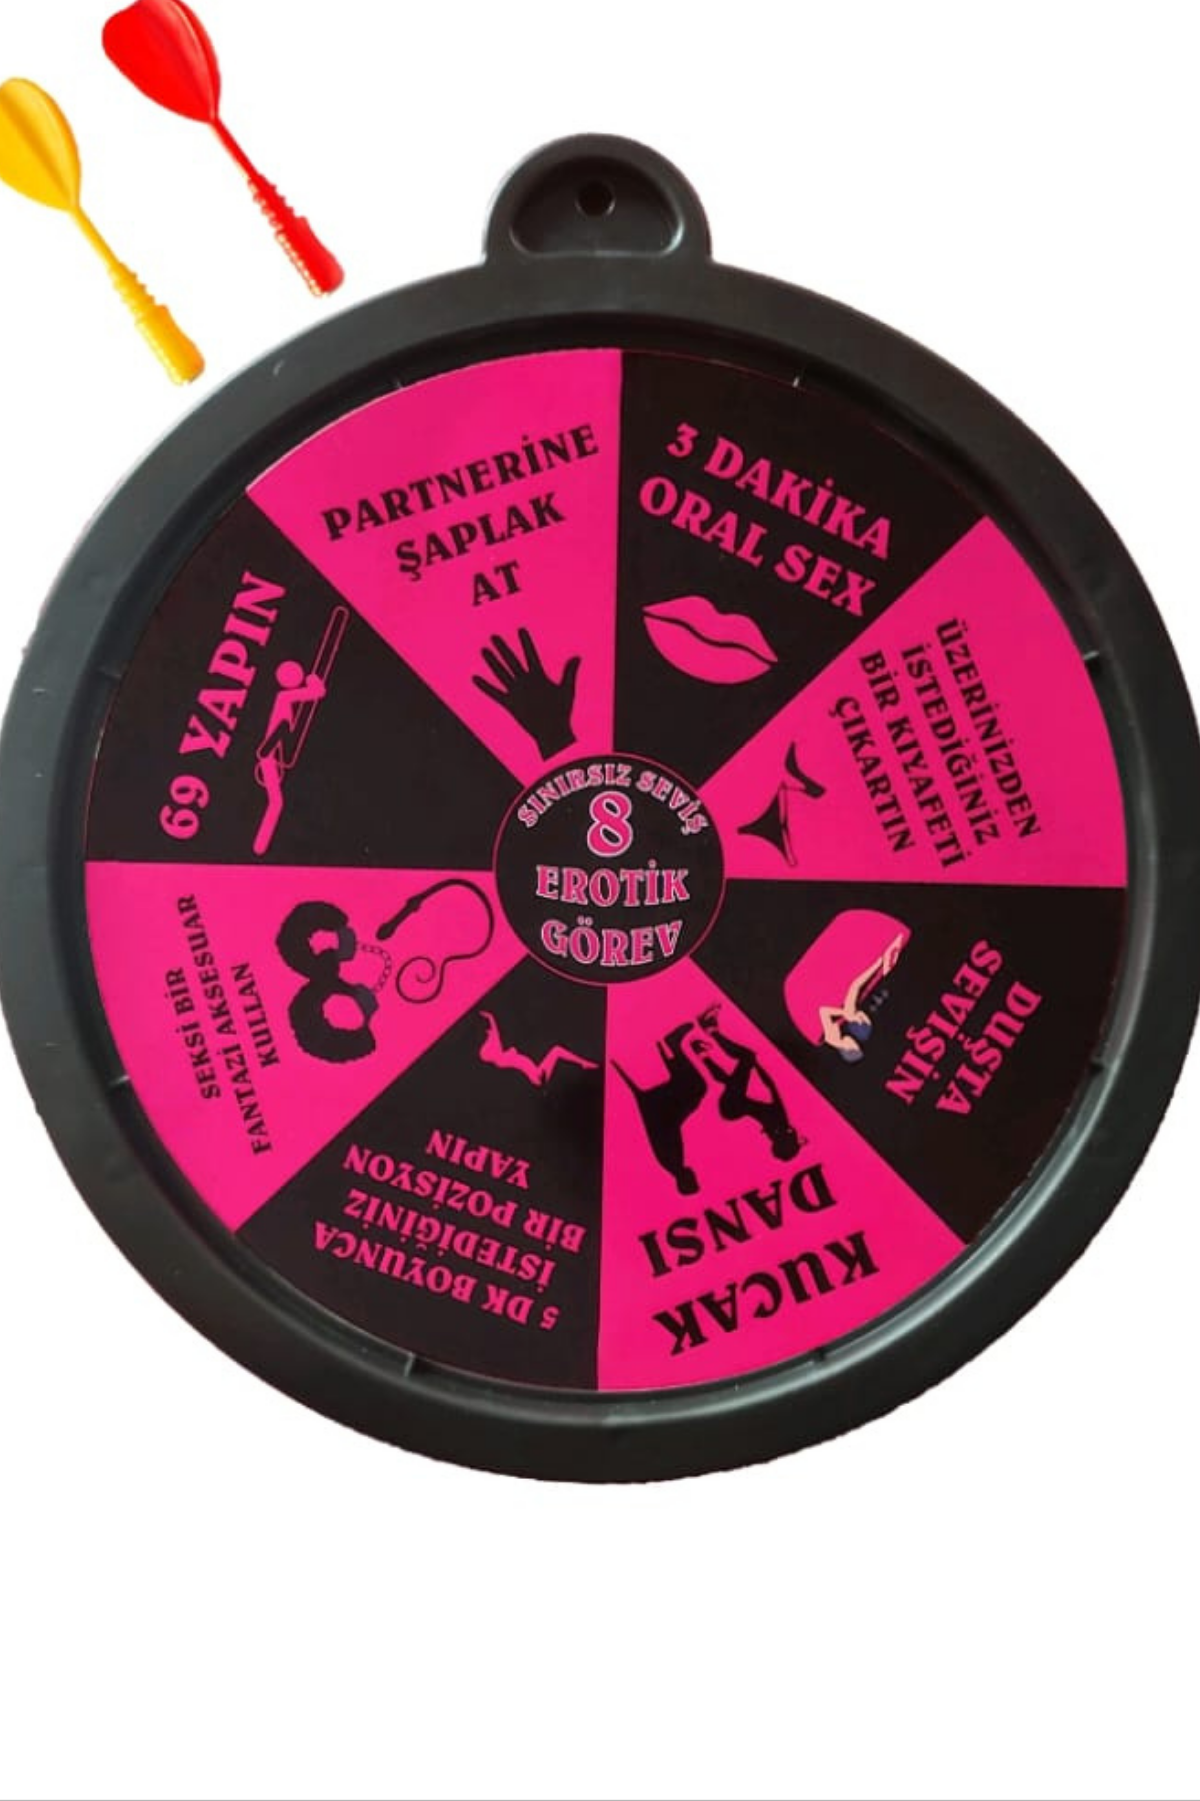 SINIRSIZ SEVİŞ
8
EROTİK
GÖREV
PARTNERİNE
ŞAPLAK
AT
3 DAKİKA
ORAL SEX
ÜZERİNİZDEN
İSTEDİĞİNİZ
BİR KIYAFETİ
ÇIKARTIN
DUŞTA
SEVİŞİN
KUCAK
DANSI
5 DK BOYUNCA
İSTEDİĞİNİZ
BİR POZİSYON
YAPIN
SEKSİ BİR
FANTAZİ AKSESUAR
KULLAN
69 YAPIN